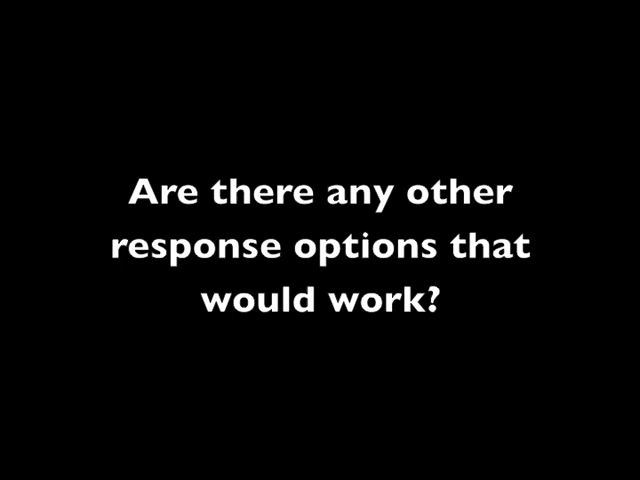 Are there any other
response options that
would work?